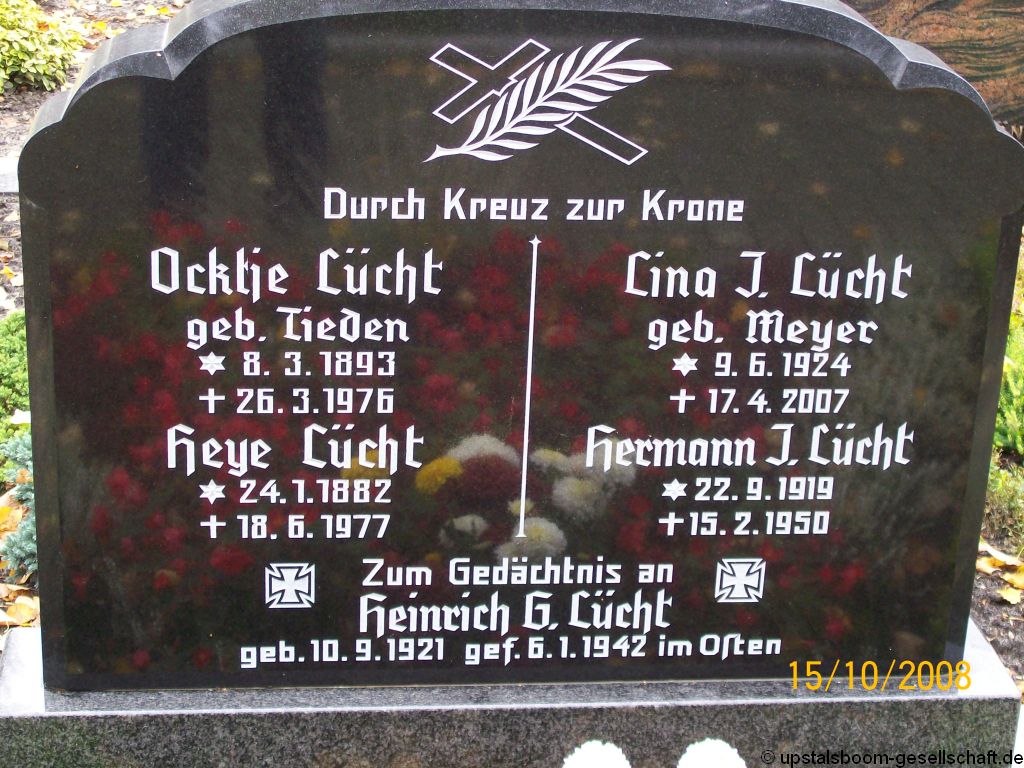 Durch Kreuz zur Krone
Ocktje Lücht
geb. Tieden
✶ 8. 3. 1893
† 26. 3. 1976
Heye Lücht
✶ 24. 1. 1882
† 18. 6. 1977
Lina J. Lücht
geb. Meyer
✶ 9. 6. 1924
† 17. 4. 2007
Hermann J. Lücht
✶ 22. 9. 1919
† 15. 2. 1950
Zum Gedächtnis an
Heinrich G. Lücht
geb. 10. 9. 1921 gef. 6. 1. 1942 im Osten
15/10/2008
© upstalsboom-gesellschaft.de